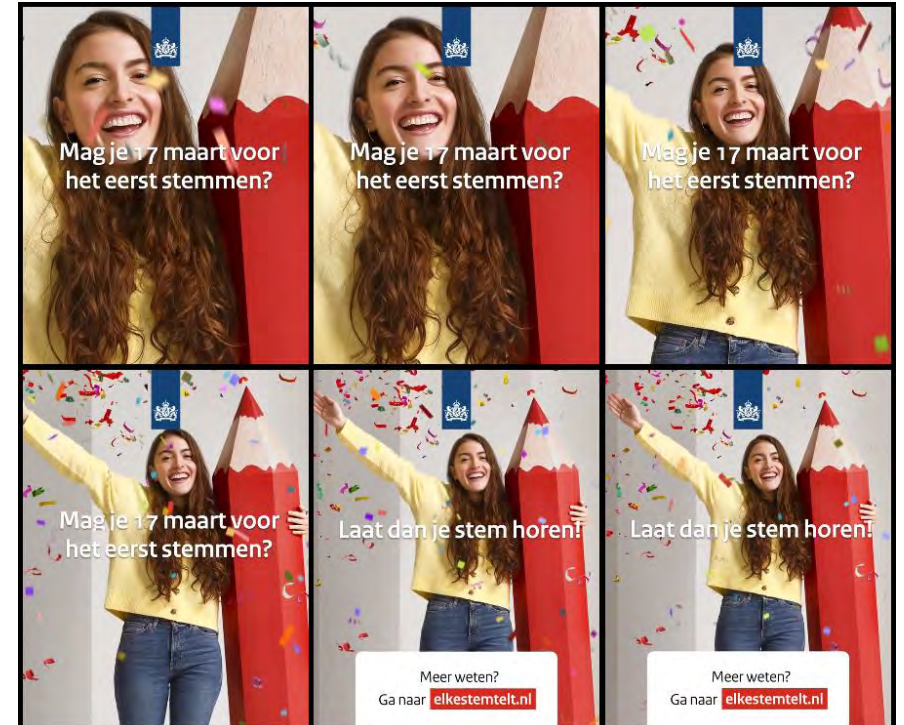 Mag je 17 maart voor
het eerst stemmen?
Mag je 17 maart voor
het eerst stemmen?
Mag je 17 maart voor
het eerst stemmen?
Mag je 17 maart voor
het eerst stemmen?
Laat dan je stem horen!
Meer weten?
Ga naar elkestemtelt.nl
Laat dan je stem horen!
Meer weten?
Ga naar elkestemtelt.nl